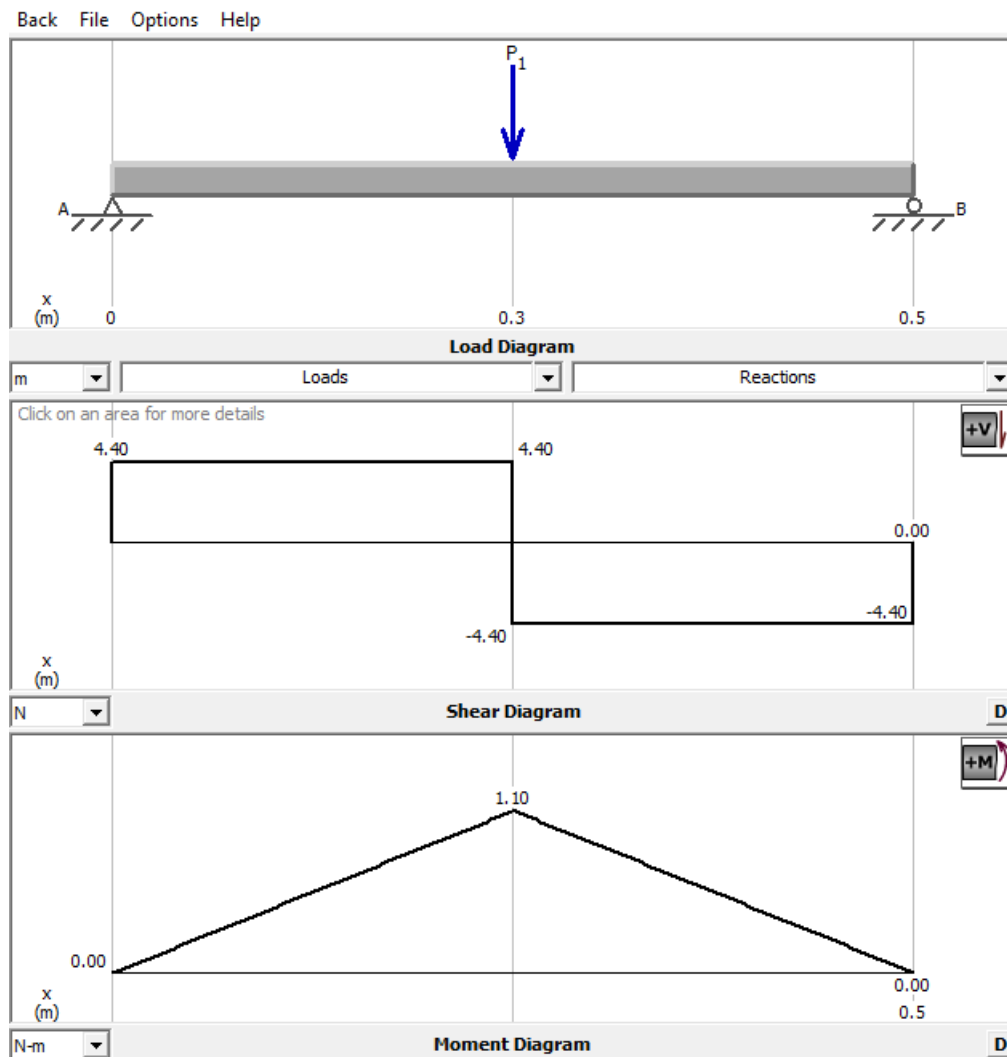 Back File Options Help
P1
A B
x
(m) 0 0.3 0.5
Load Diagram
m Loads Reactions
Click on an area for more details
+V
4.40 4.40
0.00
-4.40
-4.40
x
(m)
N Shear Diagram D
+M
1.10
0.00
0.00
x
(m) 0.5
N-m Moment Diagram D